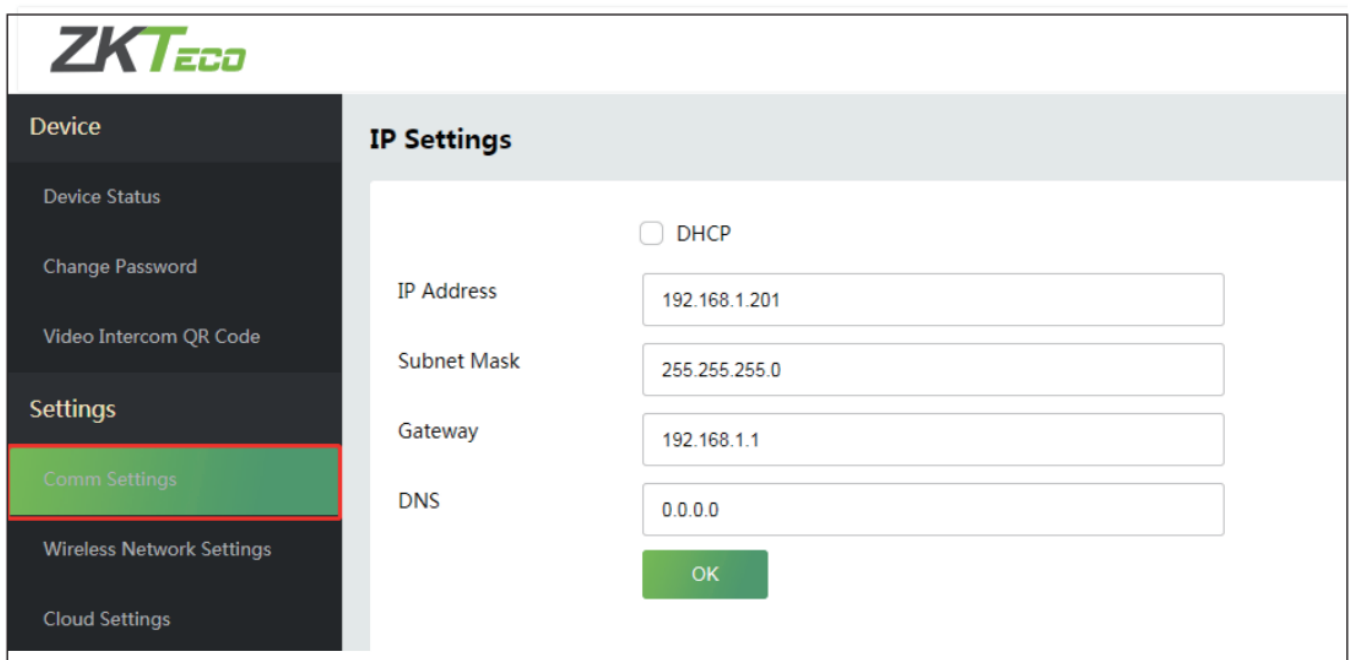 ZKTeco
Device
Device Status
Change Password
Video Intercom QR Code
Settings
Comm Settings
Wireless Network Settings
Cloud Settings
IP Settings
DHCP
IP Address 192.168.1.201
Subnet Mask 255.255.255.0
Gateway 192.168.1.1
DNS 0.0.0.0
OK